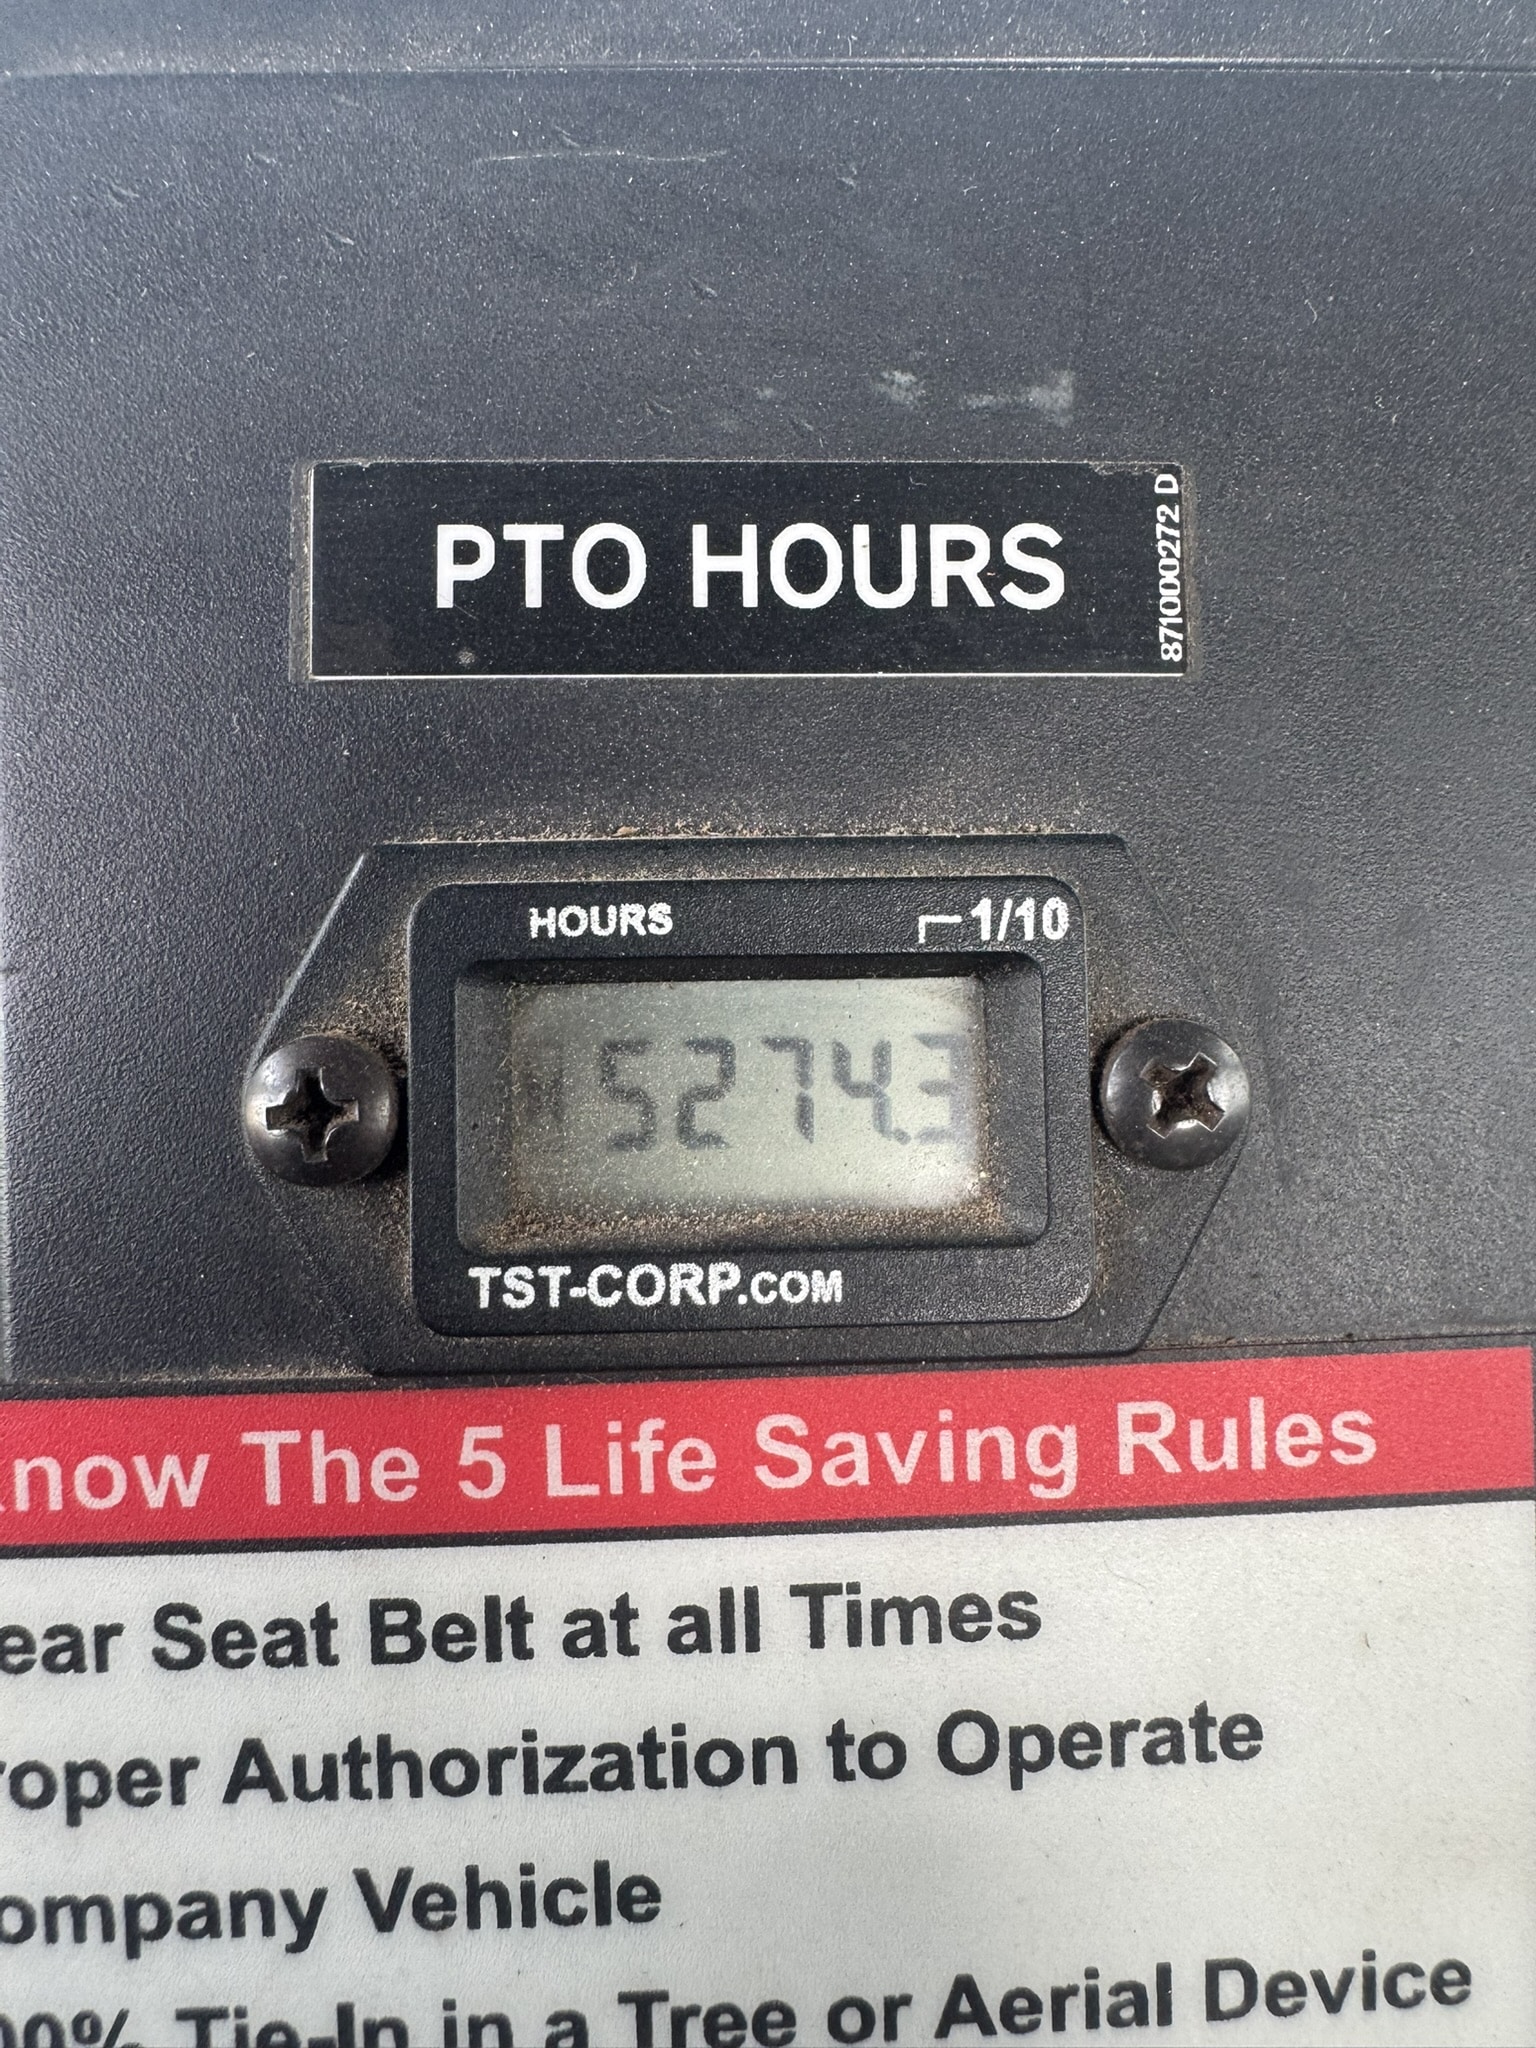 PTO HOURS
871000272 D
HOURS 1/10
5274.3
TST-CORP.COM
now The 5 Life Saving Rules
ear Seat Belt at all Times
roper Authorization to Operate
ompany Vehicle
00% Tie-In in a Tree or Aerial Device